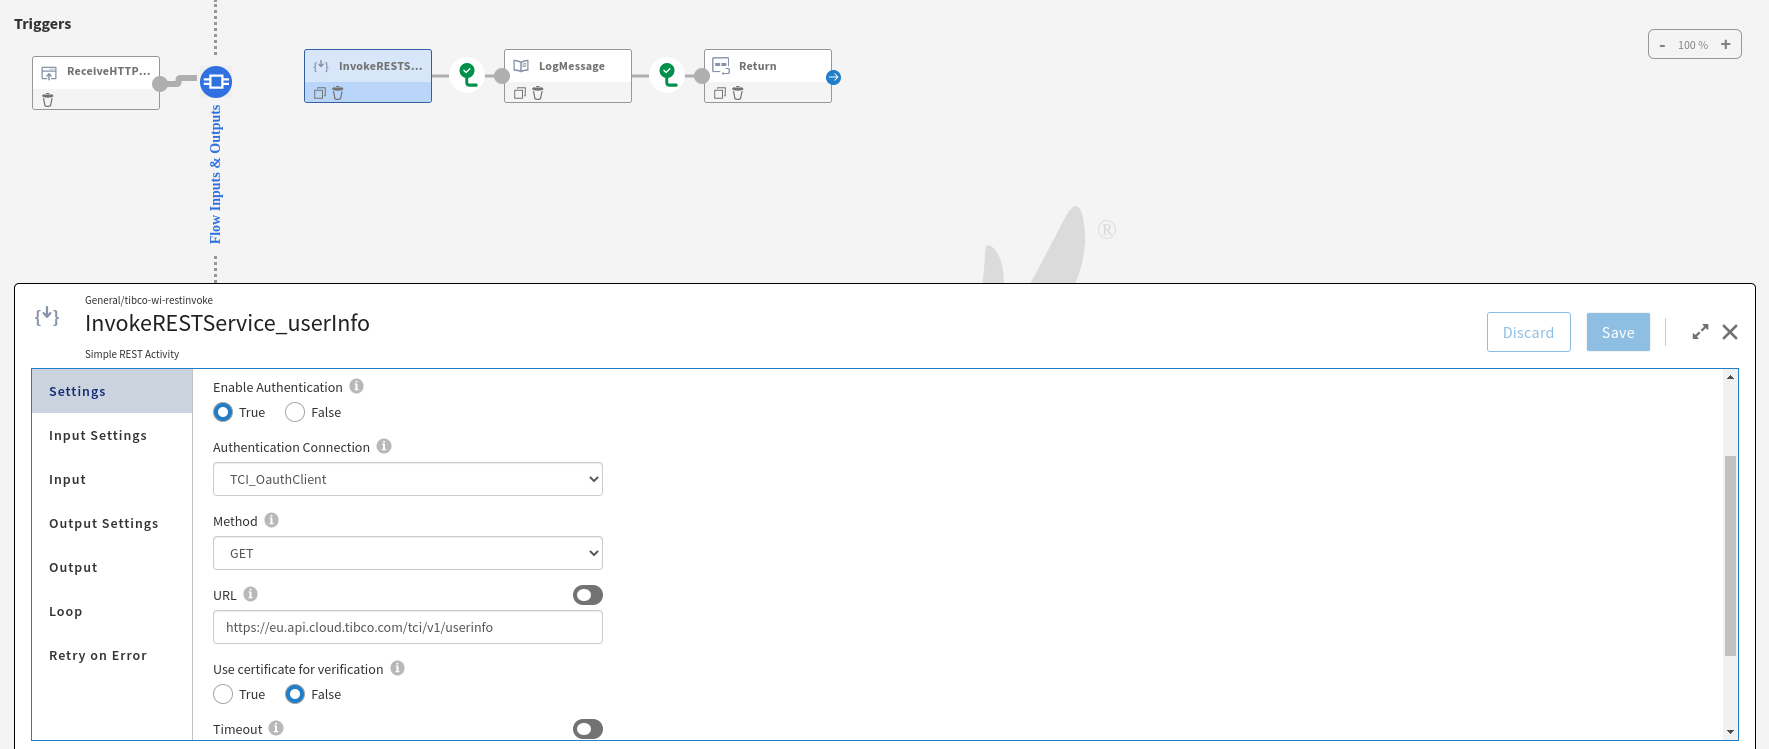 Triggers
ReceiveHTTP...
InvokeRESTS...
LogMessage
Return
- 100 % +
Flow Inputs & Outputs
®
General/tibco-wi-restinvoke
InvokeRESTService_userInfo
Simple REST Activity
Discard
Save
Settings
Input Settings
Input
Output Settings
Output
Loop
Retry on Error
Enable Authentication
True
False
Authentication Connection
TCI_OauthClient
Method
GET
URL
https://eu.api.cloud.tibco.com/tci/v1/userinfo
Use certificate for verification
True
False
Timeout